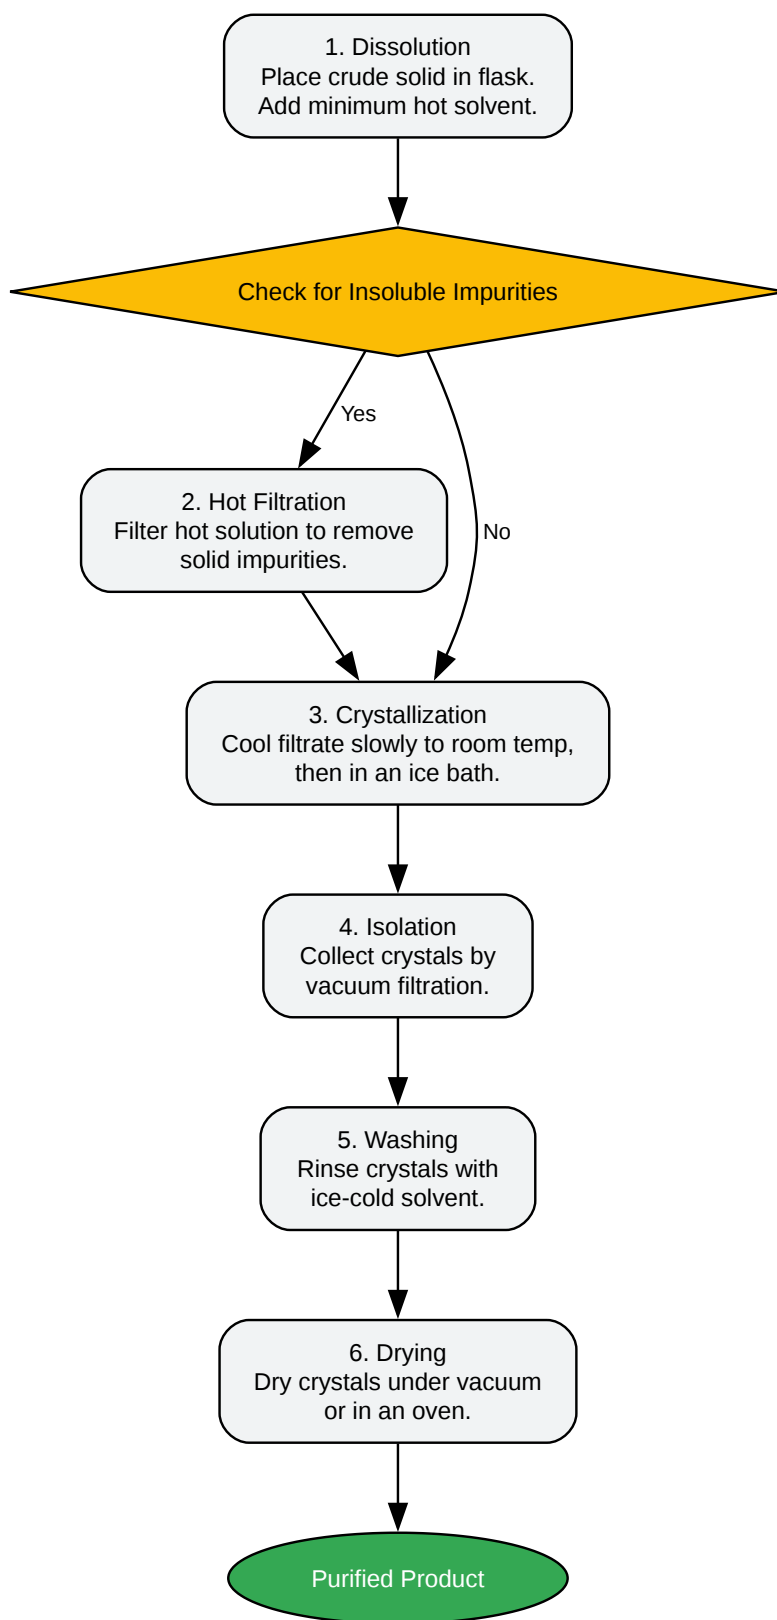 1. Dissolution
Place crude solid in flask.
Add minimum hot solvent.
Check for Insoluble Impurities
Yes
2. Hot Filtration
Filter hot solution to remove
solid impurities.
No
3. Crystallization
Cool filtrate slowly to room temp,
then in an ice bath.
4. Isolation
Collect crystals by
vacuum filtration.
5. Washing
Rinse crystals with
ice-cold solvent.
6. Drying
Dry crystals under vacuum
or in an oven.
Purified Product